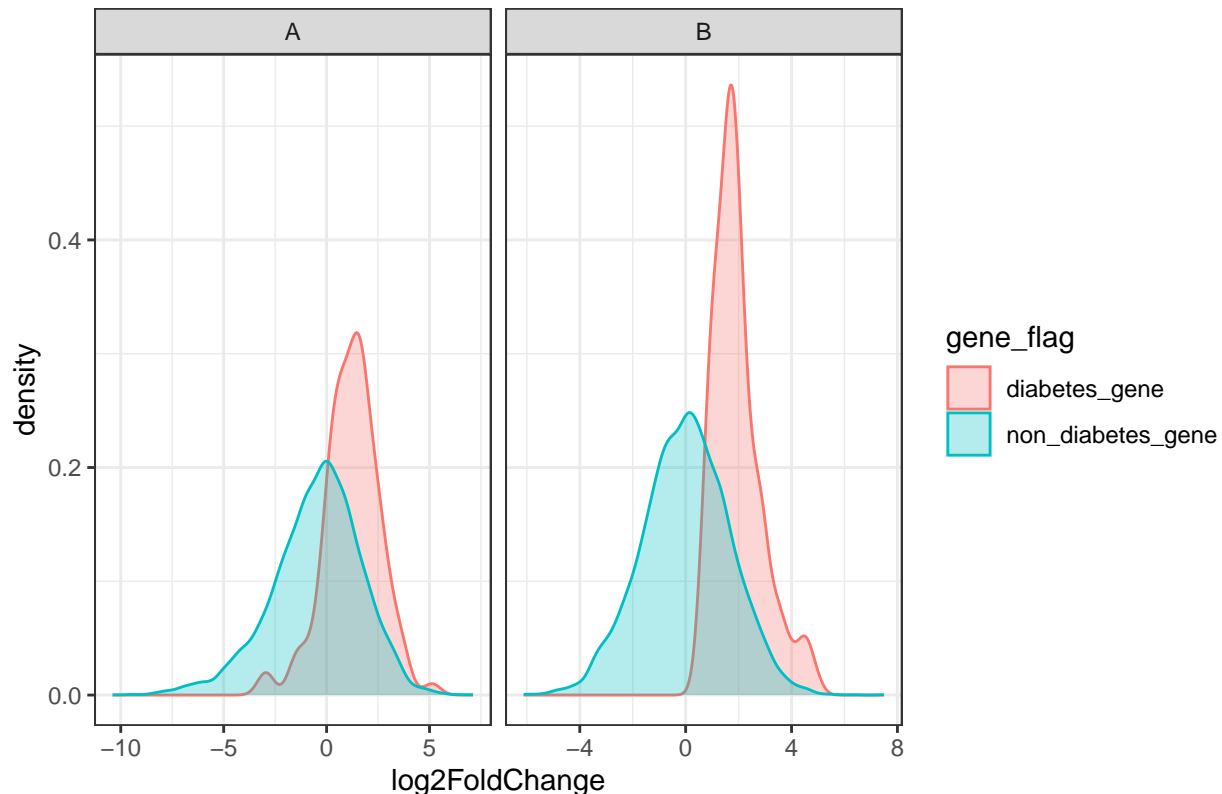 A
B
density
0.4
0.2
0.0
−10
−5
0
5
−4
0
4
8
log2FoldChange
gene_flag
diabetes_gene
non_diabetes_gene